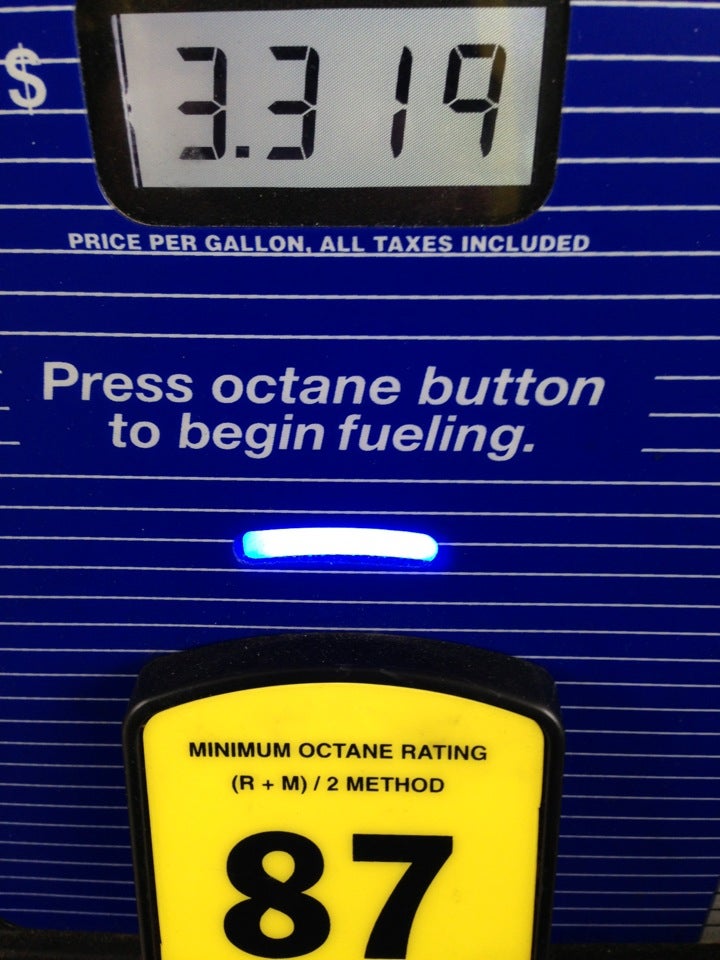 $ 3.319
PRICE PER GALLON, ALL TAXES INCLUDED
Press octane button
to begin fueling.
MINIMUM OCTANE RATING
(R + M) / 2 METHOD
87